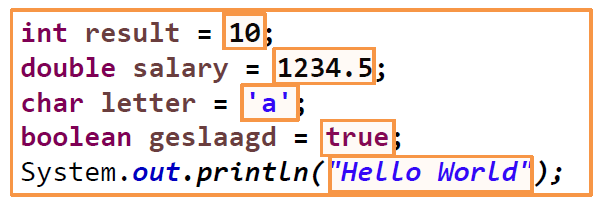 int result = 10;
double salary = 1234.5;
char letter = 'a';
boolean geslaagd = true;
System.out.println("Hello World");